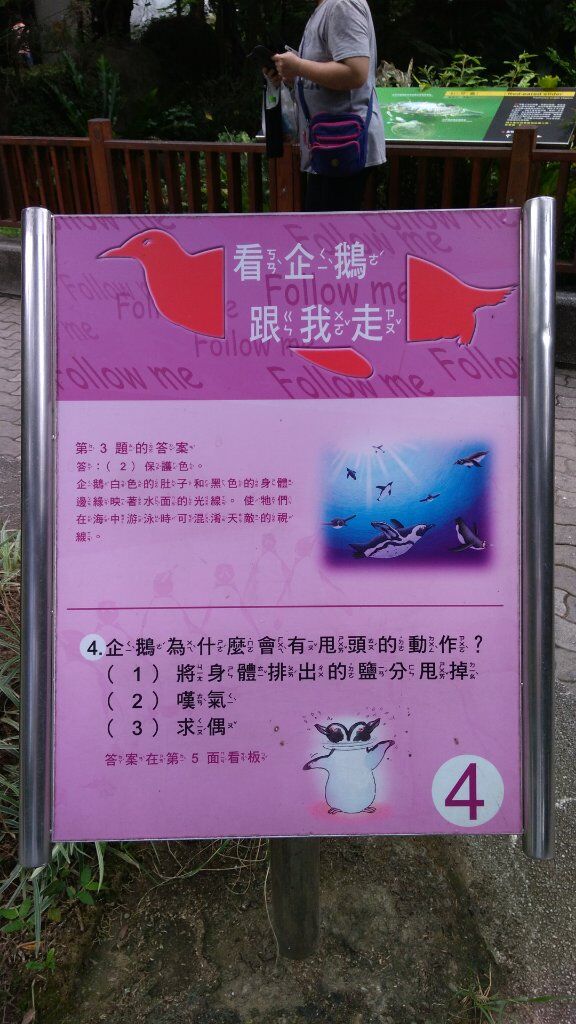 Red-eared slider
看企鵝
跟我走
Follow me
Follow me
Follow me
Follow me
Follow me
Follow me
第3題的答案
答：(2)保護色。
企鵝白色的肚子和黑色的身體
邊緣映著水面的光線。使牠們
在海中游泳時可混淆天敵的視
線。
4.企鵝為什麼會有甩頭的動作？
(1)將身體排出的鹽分甩掉
(2)嘆氣
(3)求偶
答案在第5面看板
4